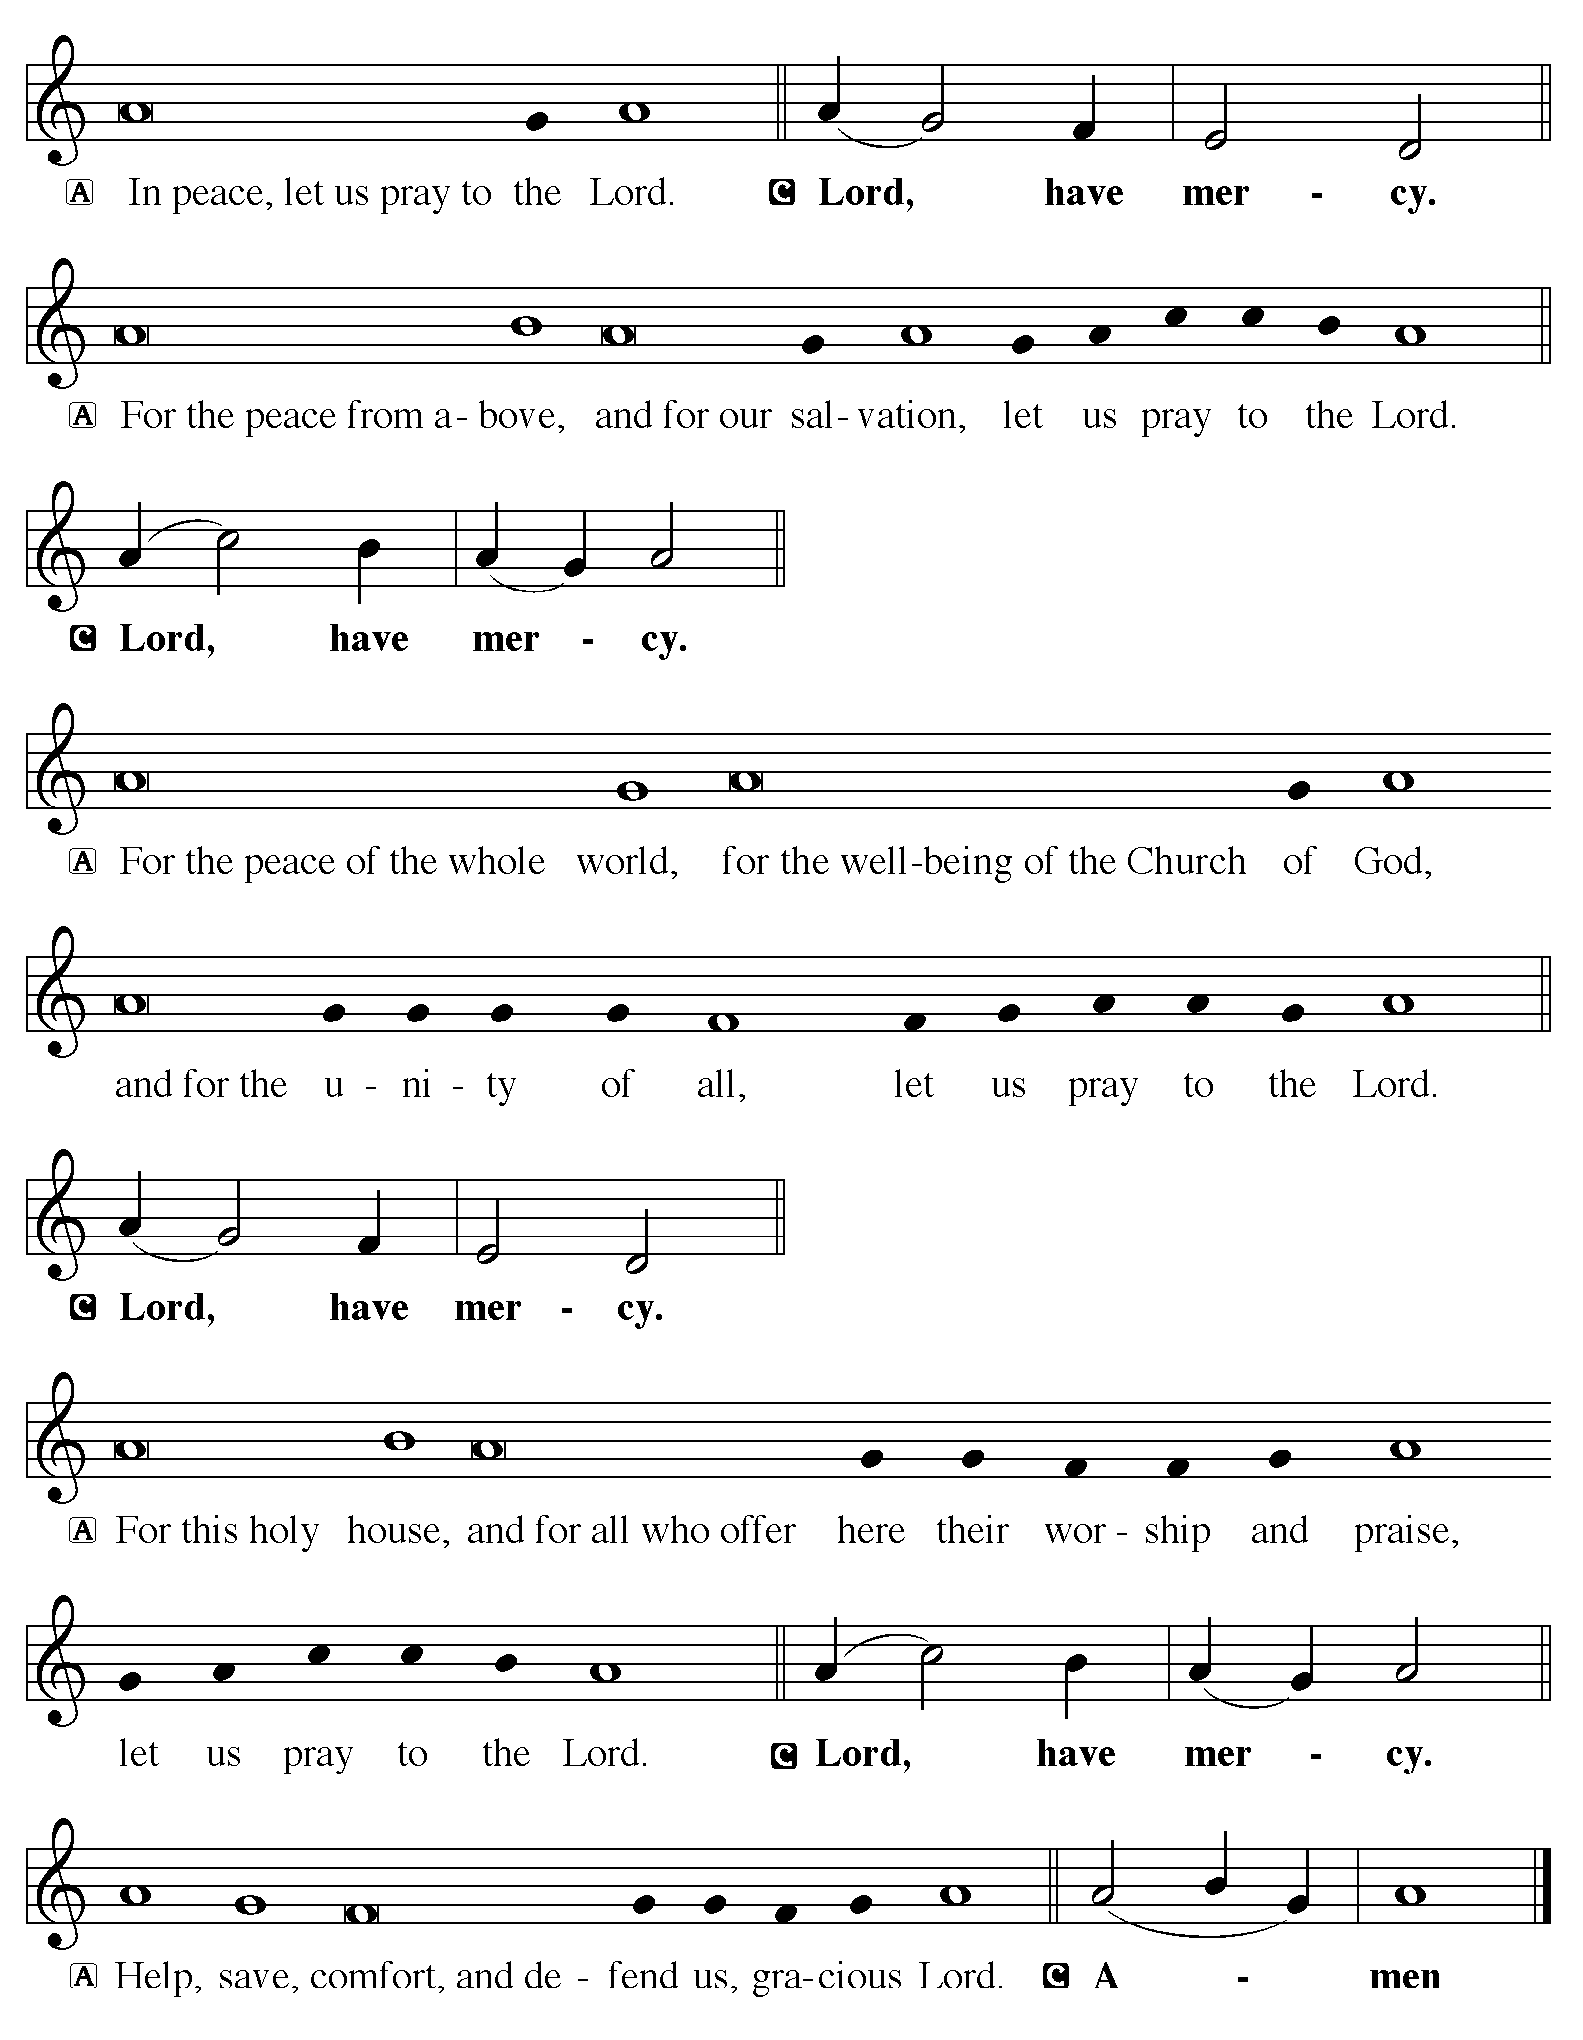 A In peace, let us pray to the Lord. C Lord, have mer - cy.
A For the peace from a- bove, and for our sal- vation, let us pray to the Lord.
C Lord, have mer - cy.
A For the peace of the whole world, for the well-being of the Church of God,
and for the u - ni - ty of all, let us pray to the Lord.
C Lord, have mer - cy.
A For this holy house, and for all who offer here their wor - ship and praise,
let us pray to the Lord. C Lord, have mer - cy.
A Help, save, comfort, and de - fend us, gra-cious Lord. C A - men